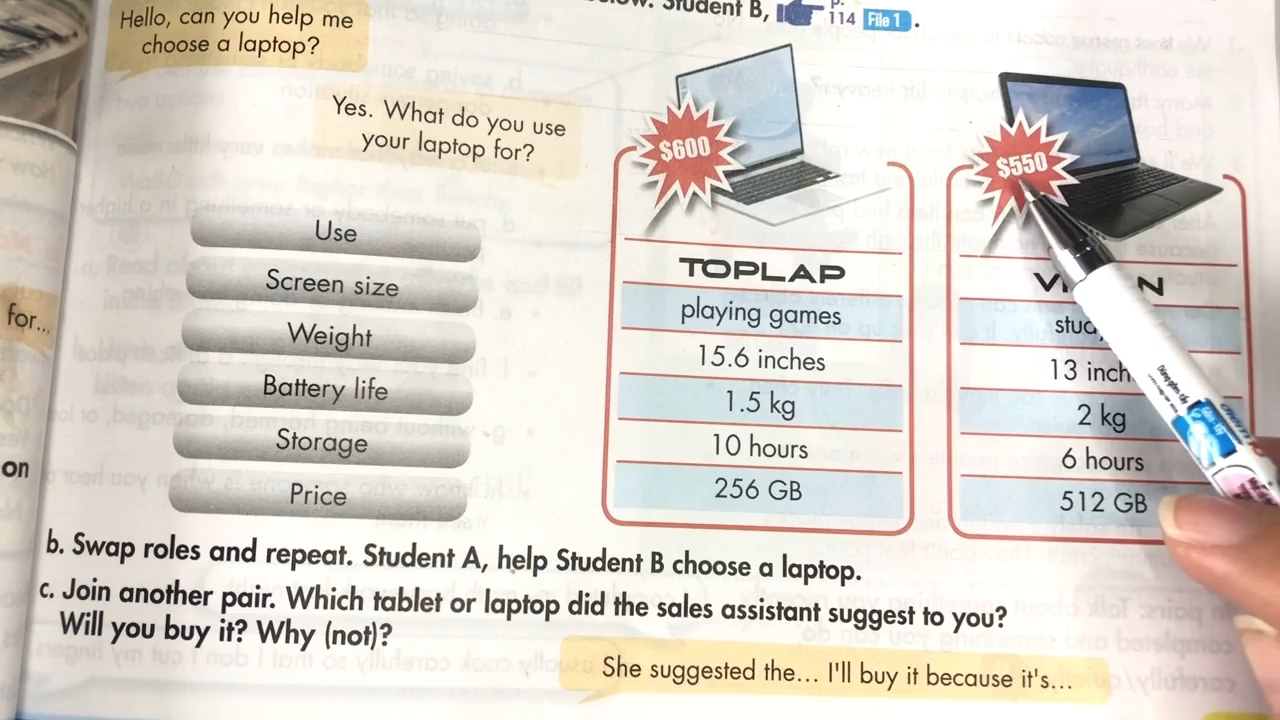 Hello, can you help me
choose a laptop?
Student B,
114 File 1 .
Yes. What do you use
your laptop for?
Use
Screen size
Weight
Battery life
Storage
Price
$600
TOPLAP
playing games
15.6 inches
1.5 kg
10 hours
256 GB
$550
13 inch
2 kg
6 hours
512 GB
for...
on
b. Swap roles and repeat. Student A, help Student B choose a laptop.
c. Join another pair. Which tablet or laptop did the sales assistant suggest to you?
Will you buy it? Why (not)?
She suggested the... I'll buy it because it's...